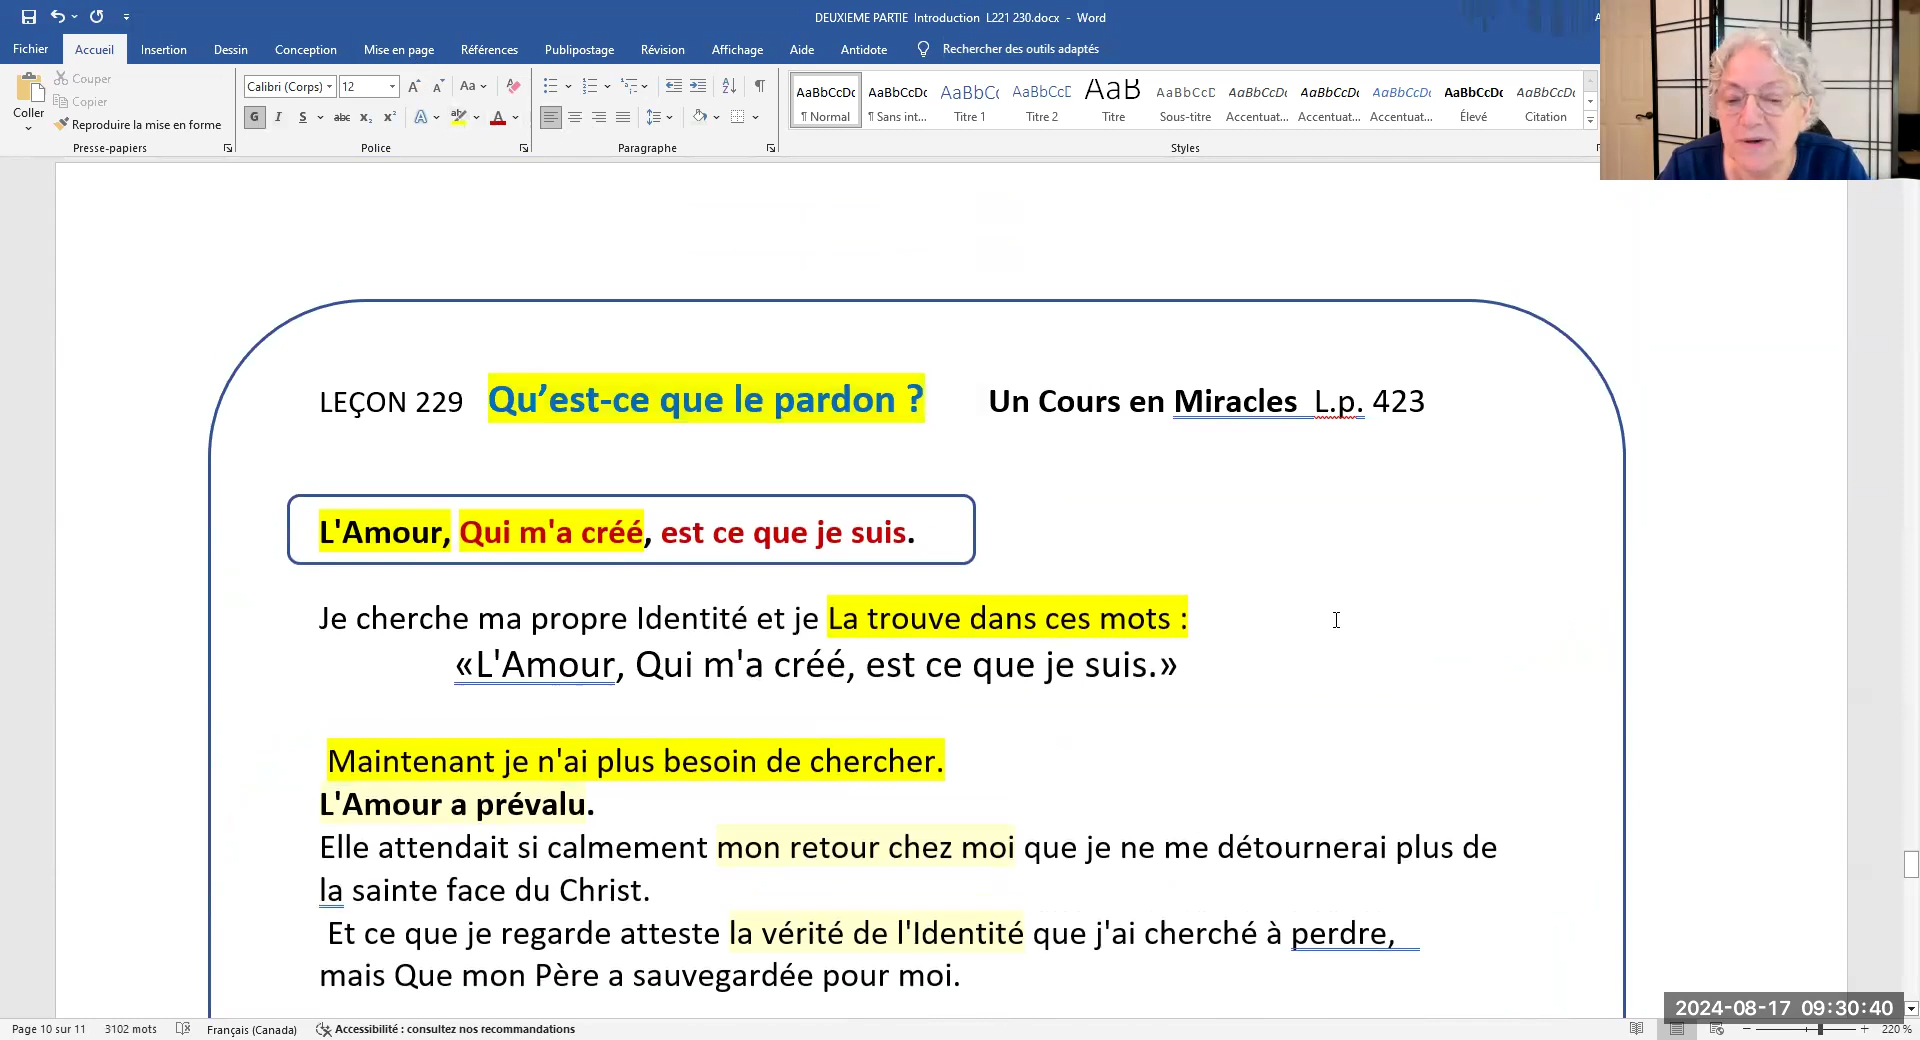 DEUXIEME PARTIE Introduction L221 230.docx - Word
Fichier Accueil Insertion Dessin Conception Mise en page Références Publipostage Révision Affichage Aide Antidote Rechercher des outils adaptés
Couper
Copier
Coller
Reproduire la mise en forme
Calibri (Corps) 12
AaBbCcDc AaBbCcDc AaBbCc AaBbCcD AaB AaBbCcD AaBbCcDc AaBbCcDc AaBbCcDc AaBbCcDc AaBbCcDc
¶ Normal ¶ Sans int... Titre 1 Titre 2 Titre Sous-titre Accentuat... Accentuat... Accentuat... Élevé Citation
Presse-papiers Police Paragraphe Styles
LEÇON 229 Qu’est-ce que le pardon ? Un Cours en Miracles L.p. 423
L'Amour, Qui m'a créé, est ce que je suis.
Je cherche ma propre Identité et je La trouve dans ces mots :
«L'Amour, Qui m'a créé, est ce que je suis.»
Maintenant je n'ai plus besoin de chercher.
L'Amour a prévalu.
Elle attendait si calmement mon retour chez moi que je ne me détournerai plus de
la sainte face du Christ.
Et ce que je regarde atteste la vérité de l'Identité que j'ai cherché à perdre,
mais Que mon Père a sauvegardée pour moi.
2024-08-17 09:30:40
Page 10 sur 11 3102 mots Français (Canada) Accessibilité : consultez nos recommandations 220 %